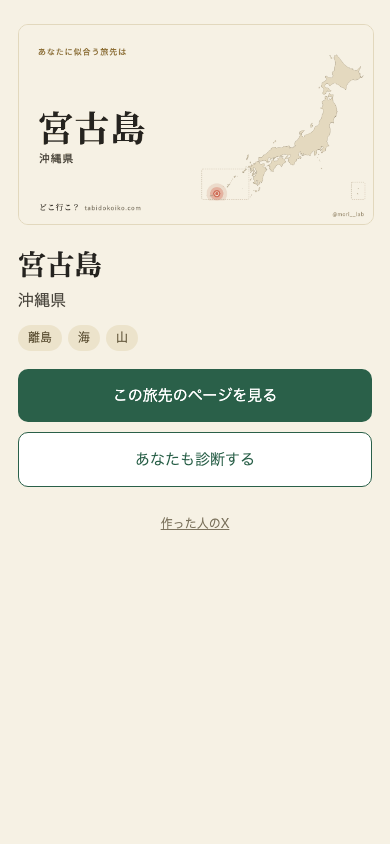 あなたに似合う旅先は
宮古島
沖縄県
どこ行こ？ tabidokoiko.com
@muri__lab
宮古島
沖縄県
離島 海 山
この旅先のページを見る
あなたも診断する
作った人のX